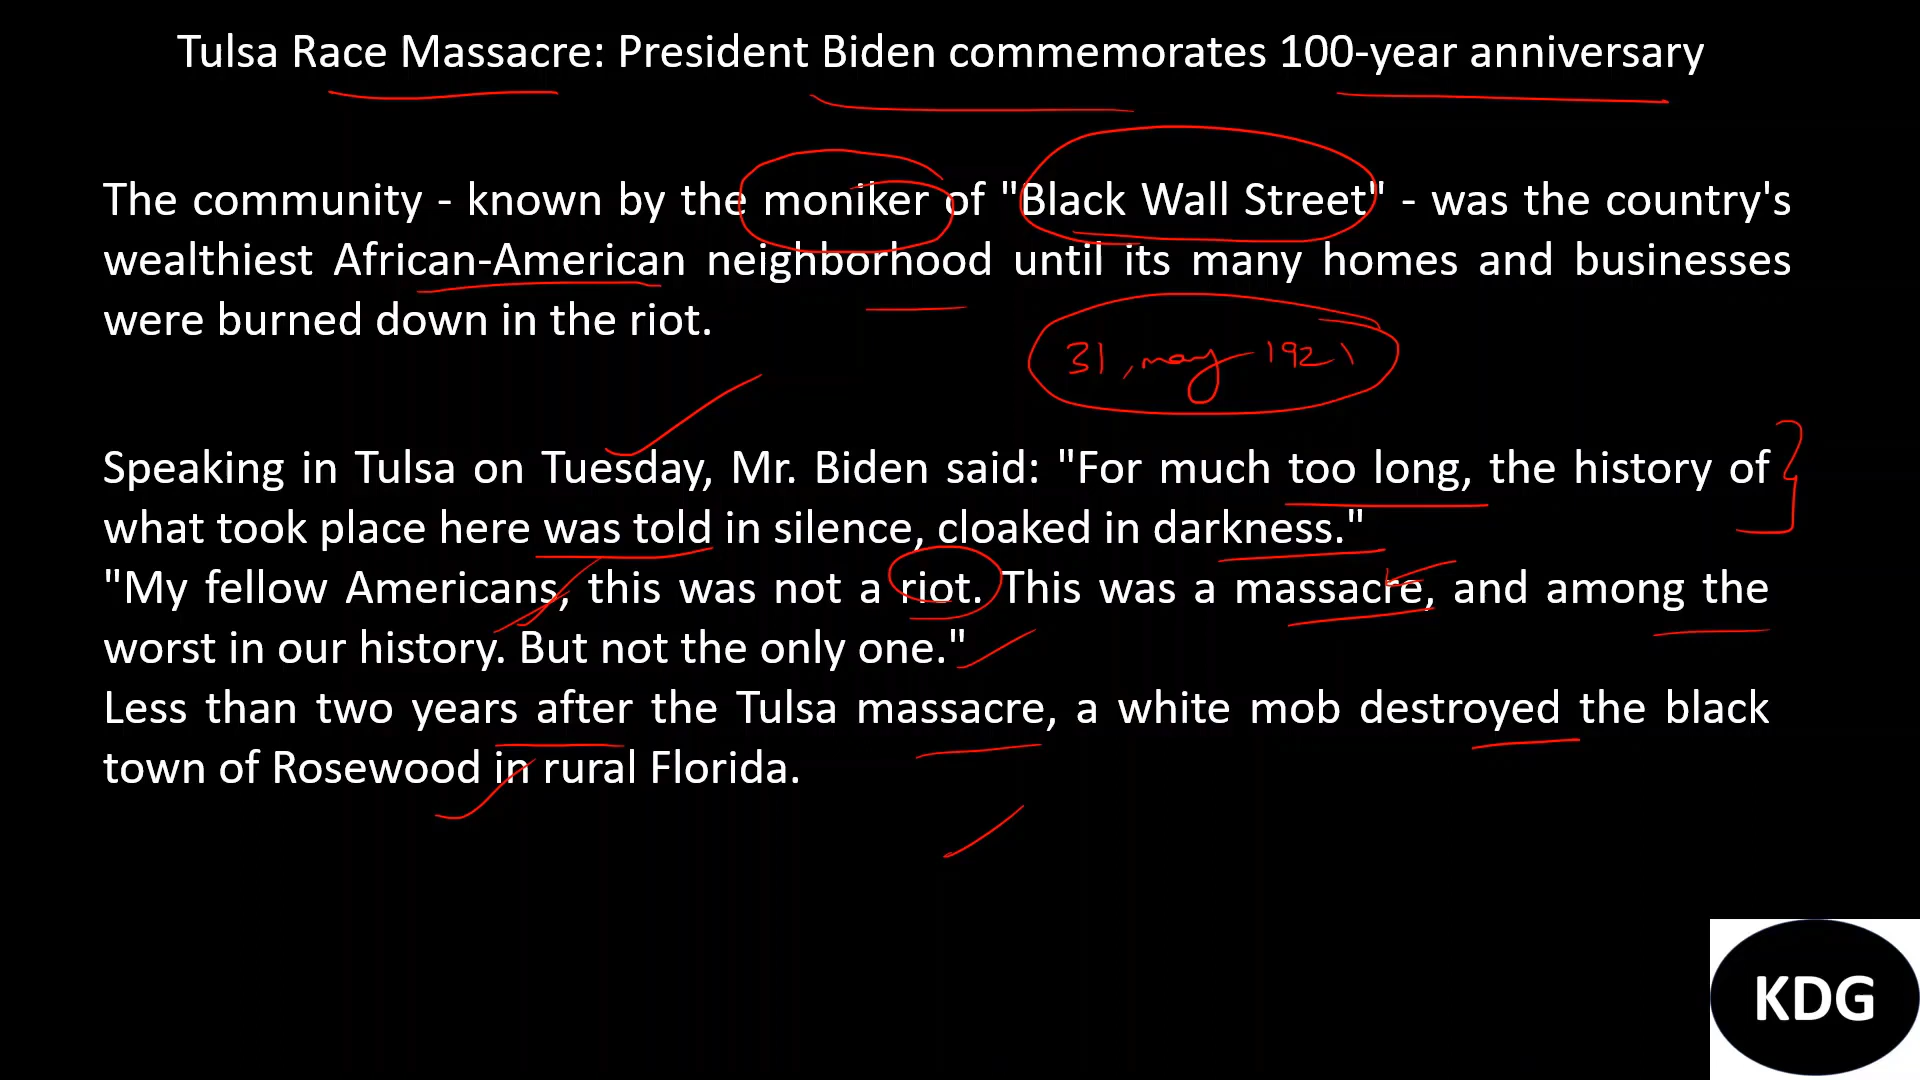 Tulsa Race Massacre: President Biden commemorates 100-year anniversary
The community - known by the moniker of "Black Wall Street" - was the country's
wealthiest African-American neighborhood until its many homes and businesses
were burned down in the riot.
31, may 1921
Speaking in Tulsa on Tuesday, Mr. Biden said: "For much too long, the history of
what took place here was told in silence, cloaked in darkness."
"My fellow Americans, this was not a riot. This was a massacre, and among the
worst in our history. But not the only one."
Less than two years after the Tulsa massacre, a white mob destroyed the black
town of Rosewood in rural Florida.
KDG